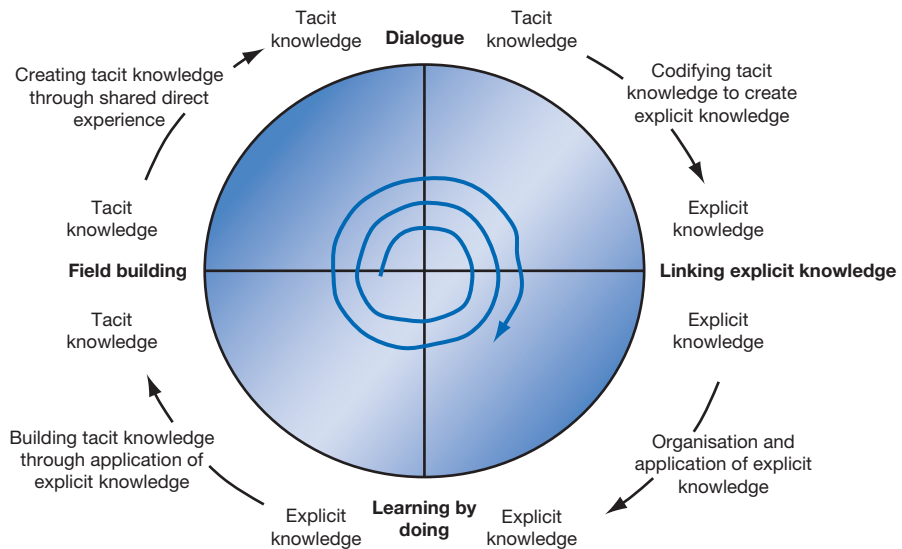 Tacit
knowledge
Dialogue
Tacit
knowledge
Creating tacit knowledge
through shared direct
experience
Codifying tacit
knowledge to create
explicit knowledge
Tacit
knowledge
Explicit
knowledge
Field building
Linking explicit knowledge
Tacit
knowledge
Explicit
knowledge
Building tacit knowledge
through application of
explicit knowledge
Organisation and
application of explicit
knowledge
Explicit
knowledge
Learning by
doing
Explicit
knowledge